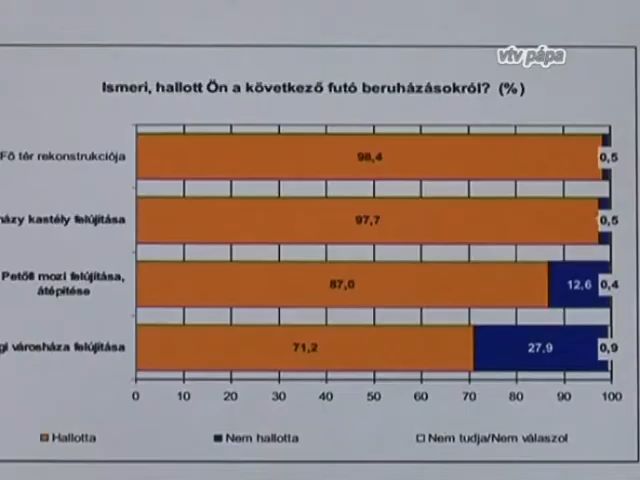 vtv pápa
Ismeri, hallott Ön a következő futó beruházásokról? (%)
Fő tér rekonstrukciója
98,4
0,5
kastély felújítása
97,7
0,5
Petőfi mozi felújítása,
átépítése
87,0
12,6
0,4
városháza felújítása
71,2
27,9
0,9
0 10 20 30 40 50 60 70 80 90 100
Hallotta
Nem hallotta
Nem tudja/Nem válaszol